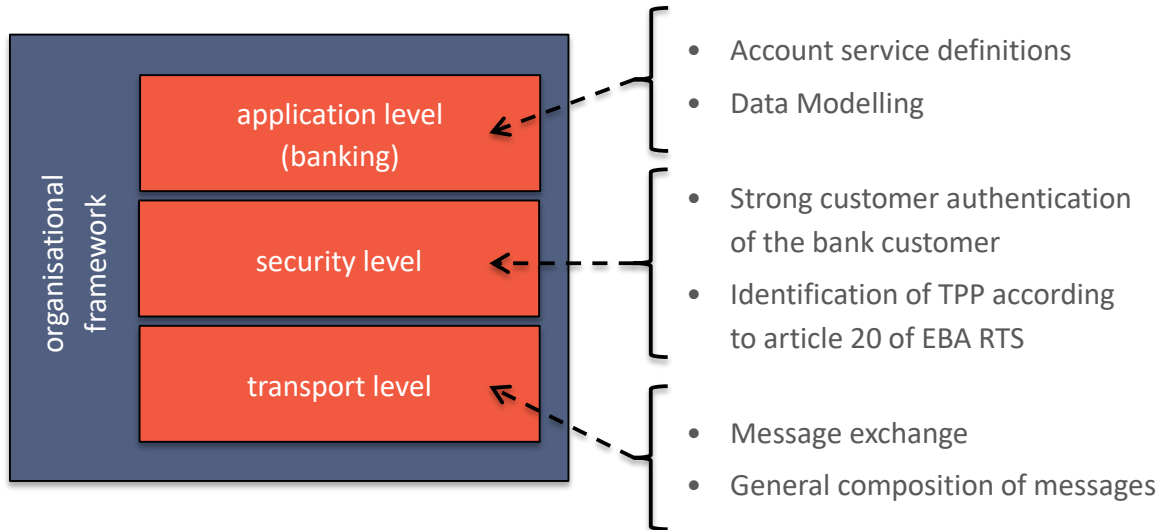 organisational
framework
application level
(banking)
security level
transport level
• Account service definitions
• Data Modelling
• Strong customer authentication
of the bank customer
• Identification of TPP according
to article 20 of EBA RTS
• Message exchange
• General composition of messages